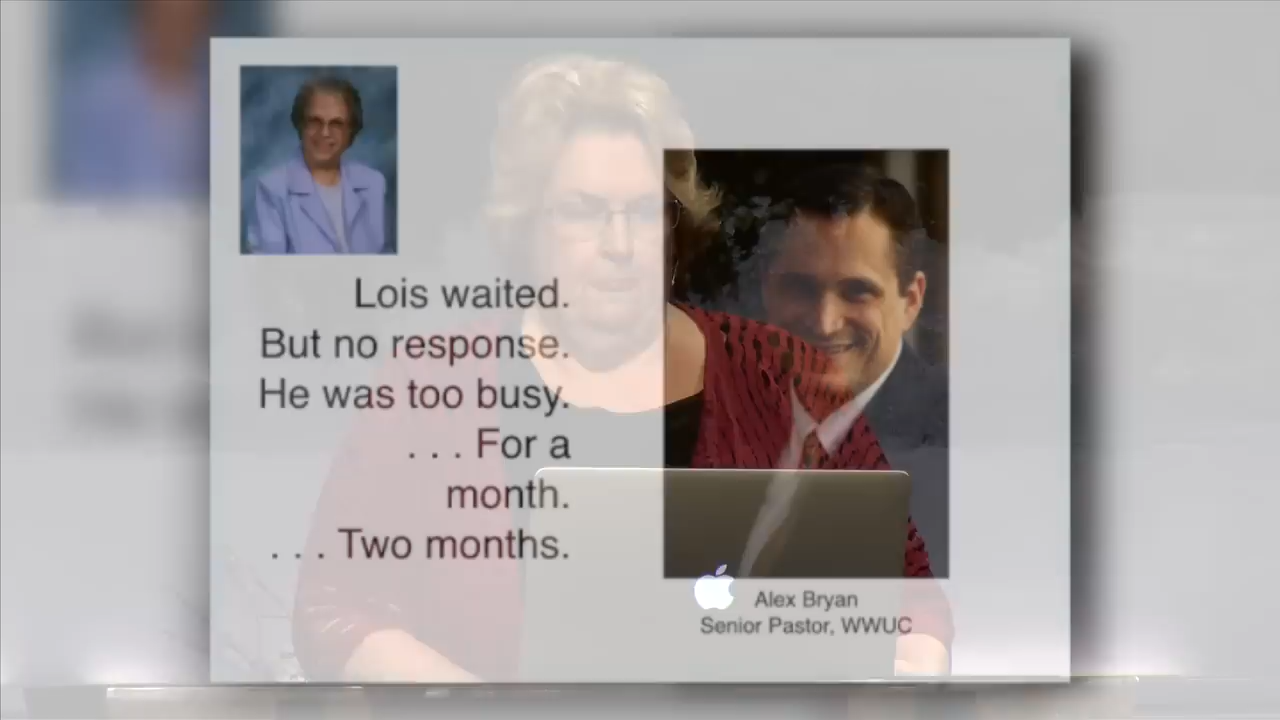 Lois waited.
But no response.
He was too busy.
. . . For a
month.
. . . Two months.
Alex Bryan
Senior Pastor, WWUC